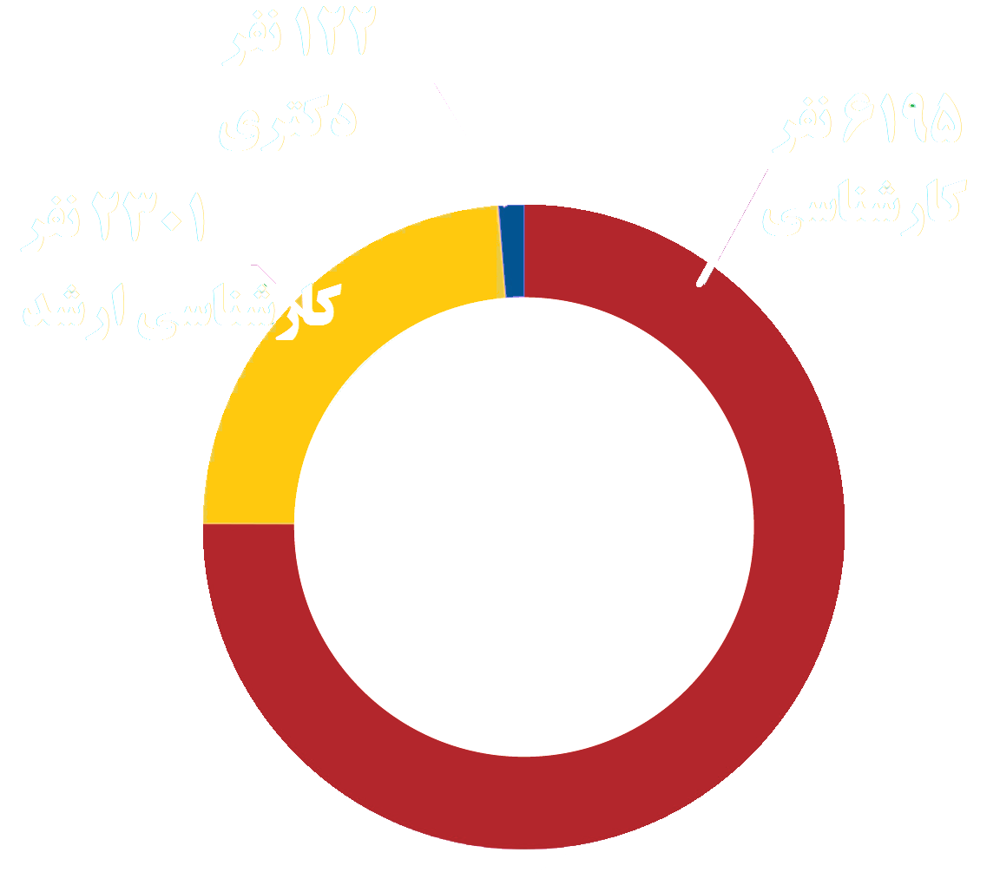 ۱۲۲ نفر
دکتری
۶۱۹۵ نفر
کارشناسی
۲۳۰۱ نفر
کارشناسی ارشد